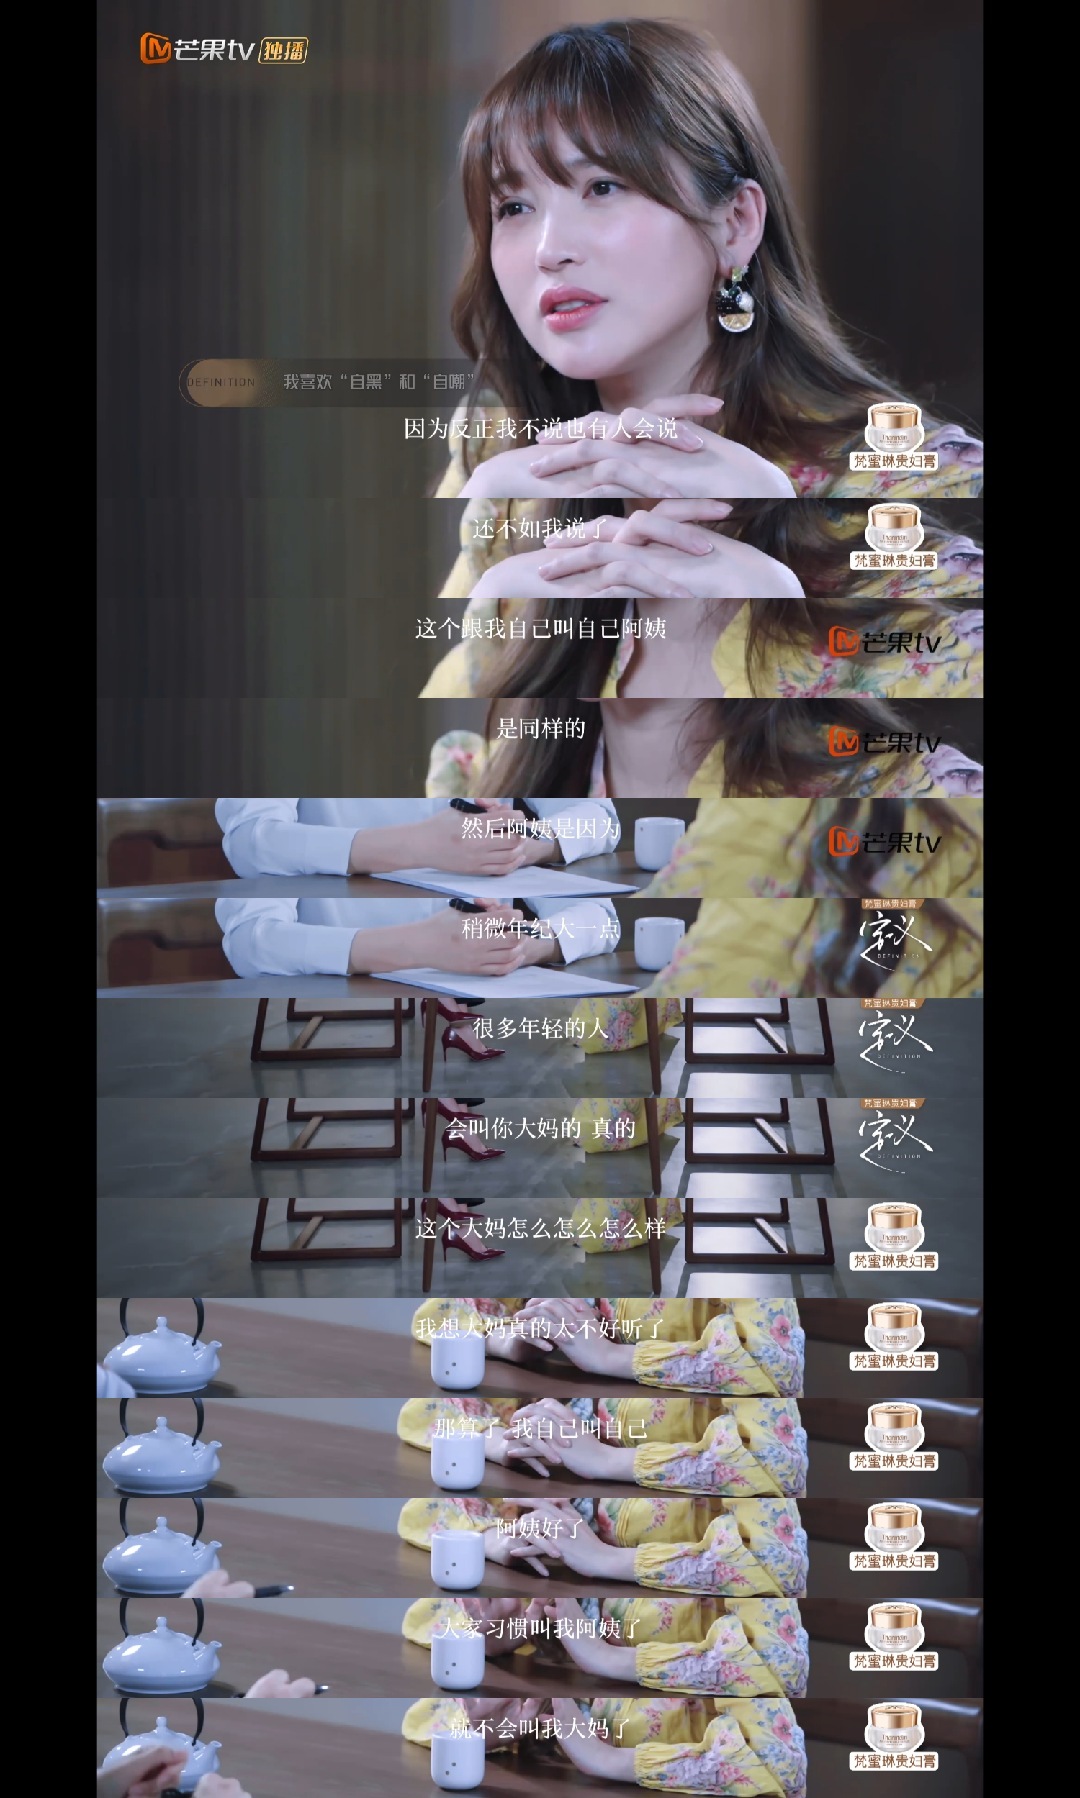 芒果tv 独播
DEFINITION 我喜欢“自黑”和“自嘲”
因为反正我不说也有人会说
梵蜜琳贵妇膏
还不如我说了
梵蜜琳贵妇膏
这个跟我自己叫自己阿姨
芒果tv
是同样的
芒果tv
然后阿姨是因为
芒果tv
梵蜜琳贵妇膏
稍微年纪大一点
定义
DEFINITION
梵蜜琳贵妇膏
很多年轻的人
定义
DEFINITION
梵蜜琳贵妇膏
会叫你大妈的 真的
定义
DEFINITION
这个大妈怎么怎么怎么样
梵蜜琳贵妇膏
我想大妈真的太不好听了
梵蜜琳贵妇膏
那算了 我自己叫自己
梵蜜琳贵妇膏
阿姨好了
梵蜜琳贵妇膏
大家习惯叫我阿姨了
梵蜜琳贵妇膏
就不会叫我大妈了
梵蜜琳贵妇膏